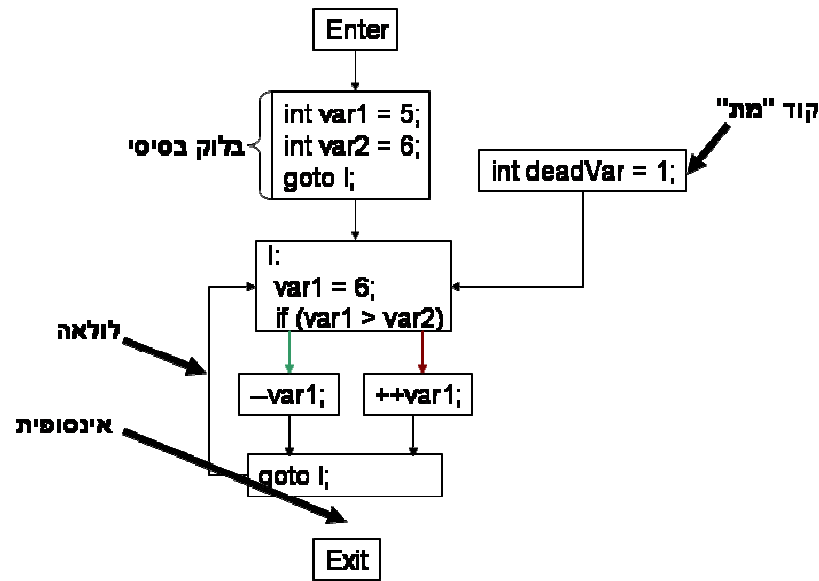 Enter
int var1 = 5;
int var2 = 6;
goto l;
בלוק בסיסי
קוד "מת"
int deadVar = 1;
l:
var1 = 6;
if (var1 > var2)
לולאה
--var1;
++var1;
אינסופית
goto l;
Exit